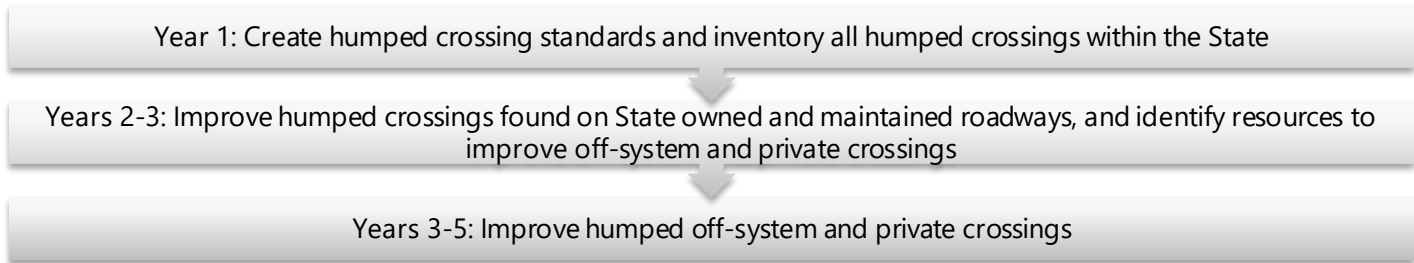 Year 1: Create humped crossing standards and inventory all humped crossings within the State
Years 2-3: Improve humped crossings found on State owned and maintained roadways, and identify resources to
improve off-system and private crossings
Years 3-5: Improve humped off-system and private crossings